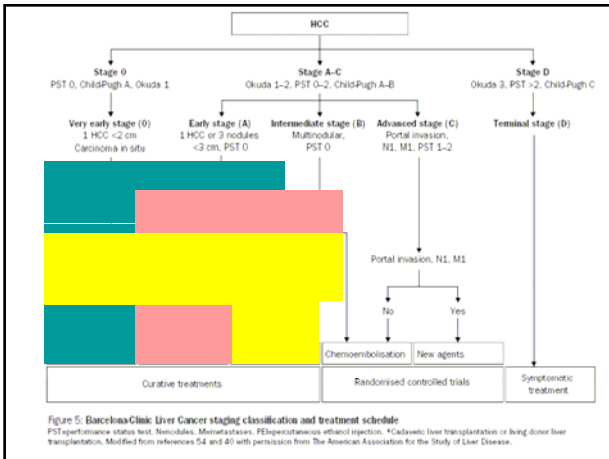 HCC
Stage 0
PST 0, Child-Pugh A, Okuda 1
Stage A–C
Okuda 1–2, PST 0–2, Child-Pugh A–B
Stage D
Okuda 3, PST >2, Child-Pugh C
Very early stage (0)
1 HCC <2 cm
Carcinoma in situ
Early stage (A)
1 HCC or 3 nodules
<3 cm, PST 0
Intermediate stage (B)
Multinodular,
PST 0
Advanced stage (C)
Portal invasion,
N1, M1, PST 1–2
Terminal stage (D)
Portal invasion, N1, M1
No
Yes
Chemoembolisation
New agents
Curative treatments
Randomised controlled trials
Symptomatic
treatment
Figure 5: Barcelona-Clinic Liver Cancer staging classification and treatment schedule
PST=performance status test. N=nodules. M=metastases. PEI=percutaneous ethanol injection. *Cadaveric liver transplantation or living donor liver
transplantation. Modified from references 54 and 40 with permission from The American Association for the Study of Liver Disease.